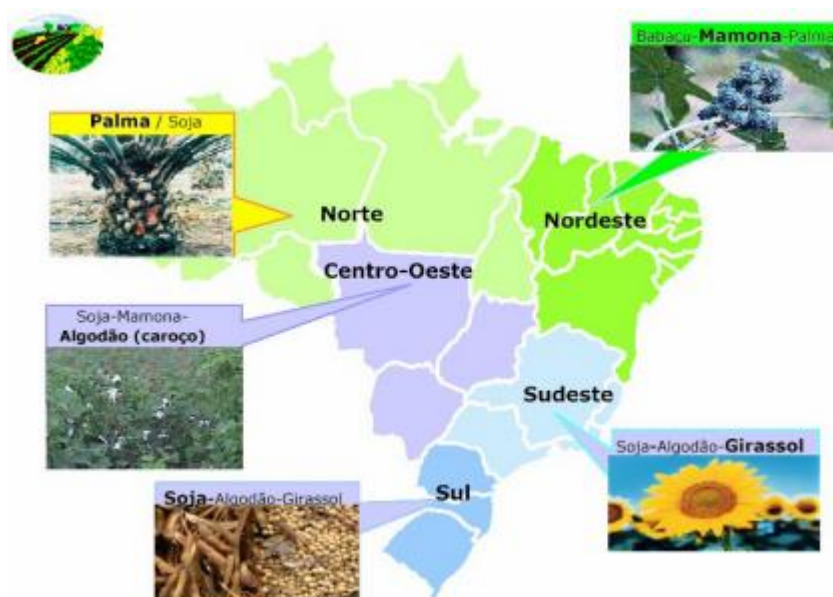 Babaçu-Mamona-Palma
Palma / Soja
Norte
Nordeste
Centro-Oeste
Soja-Mamona-
Algodão (caroço)
Sudeste
Soja-Algodão-Girassol
Soja-Algodão-Girassol
Sul